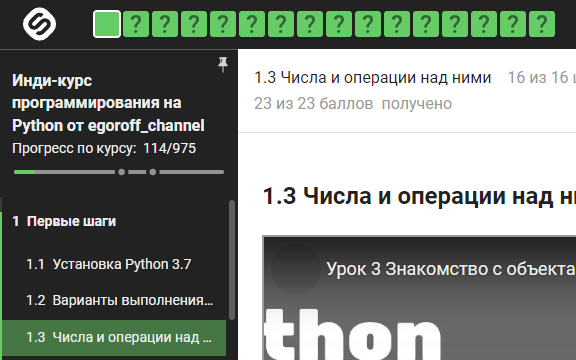 ? ? ? ? ? ? ? ? ? ? ? ? ? ? ?
Инди-курс
программирования на
Python от egoroff_channel
Прогресс по курсу: 114/975
1 Первые шаги
1.1 Установка Python 3.7
1.2 Варианты выполнения...
1.3 Числа и операции над ...
1.3 Числа и операции над ними 16 из 16
23 из 23 баллов получено
1.3 Числа и операции над
Урок 3 Знакомство с объекта
thon